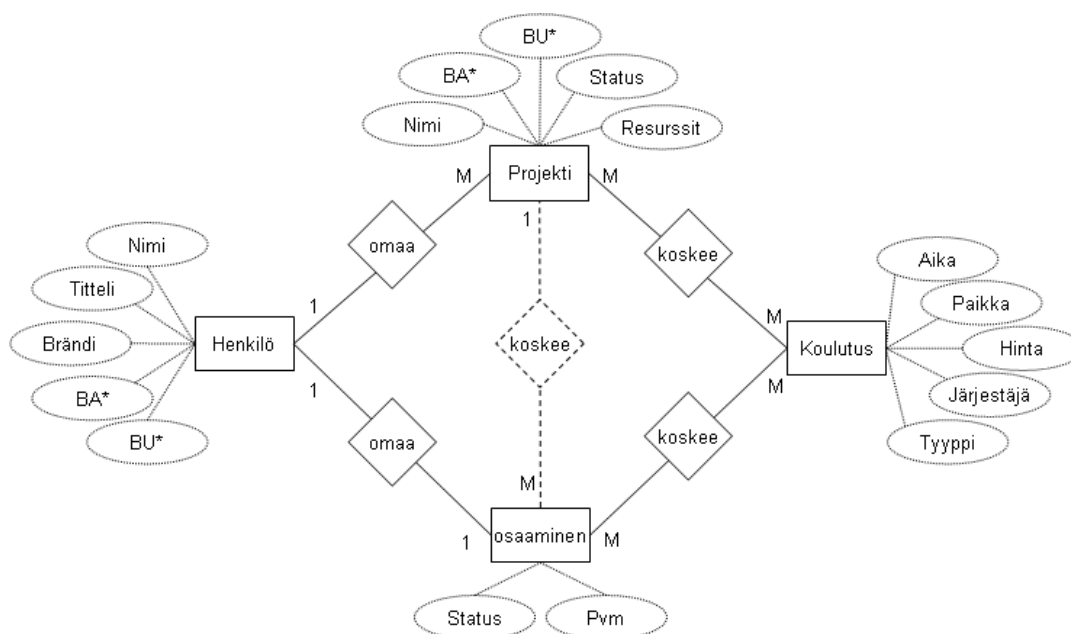 BU*
BA*
Status
Nimi
Resurssit
M
Projekti
M
1
omaa
koskee
Nimi
Titteli
Brändi
BA*
BU*
1
Henkilö
1
koskee
M
Koulutus
M
Aika
Paikka
Hinta
Järjestäjä
Tyyppi
omaa
koskee
M
1
osaaminen
M
Status
Pvm